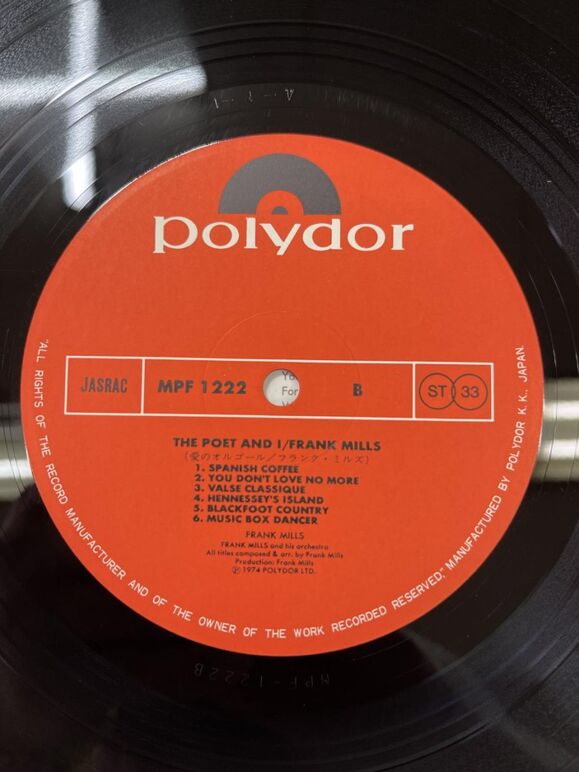 polydor
JASRAC
MPF 1222
Yo
For
B
ST 33
THE POET AND I/FRANK MILLS
(愛のオルゴール/フランク・ミルズ)
1. SPANISH COFFEE
2. YOU DON'T LOVE NO MORE
3. VALSE CLASSIQUE
4. HENNESSEY'S ISLAND
5. BLACKFOOT COUNTRY
6. MUSIC BOX DANCER
FRANK MILLS
FRANK MILLS and his orchestra
All titles composed & arr. by Frank Mills
Production: Frank Mills
Ⓟ 1974 POLYDOR LTD.
"ALL RIGHTS OF THE RECORD MANUFACTURER AND OF THE OWNER OF THE WORK RECORDED RESERVED," MANUFACTURED BY POLYDOR K.K., JAPAN.
MPF-1222B